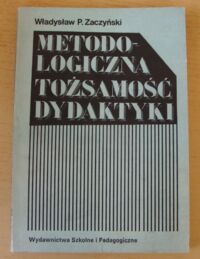 Władysław P. Zaczyński
METODO-
LOGICZNA
TOŻSAMOŚĆ
DYDAKTYKI
Wydawnictwa Szkolne i Pedagogiczne